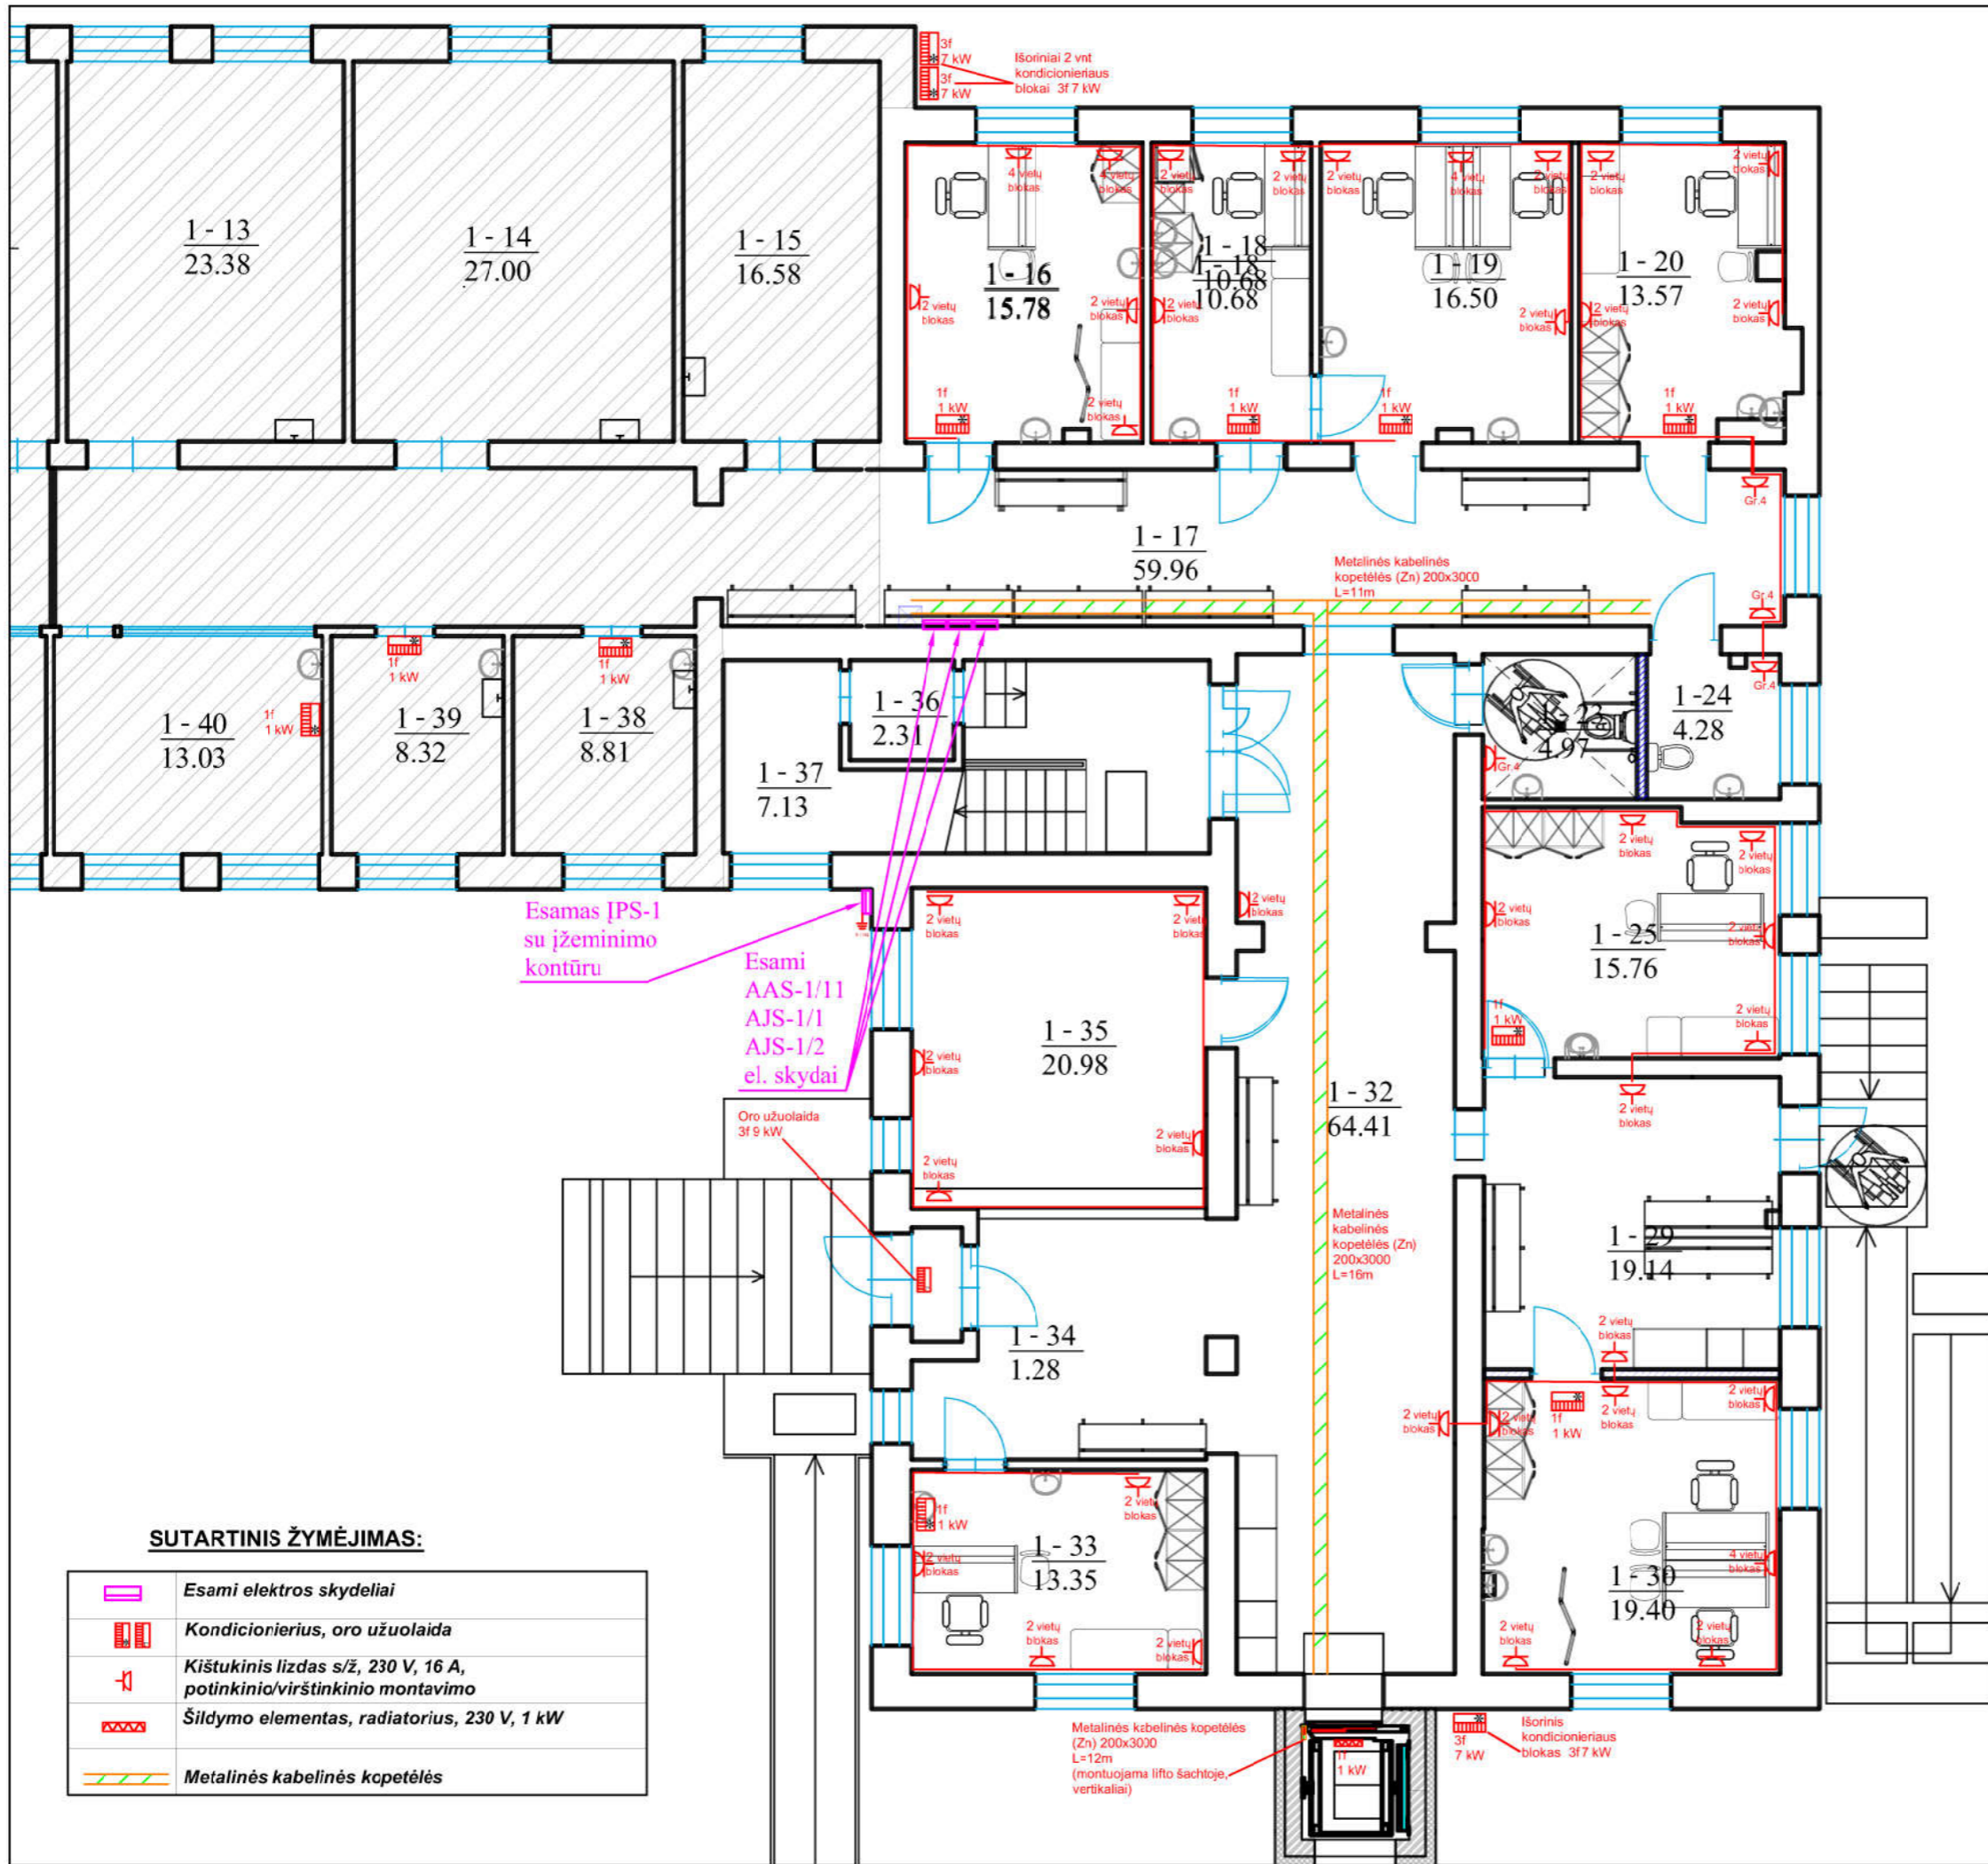 3f
7 kW
3f
7 kW
Išoriniai 2 vnt
kondicionieriaus
blokai 3f 7 kW
1 - 13
23.38
1 - 14
27.00
1 - 15
16.58
4 vietų
blokas
4 vietų
blokas
1 - 16
15.78
2 vietų
blokas
2 vietų
blokas
2 vietų
blokas
1f
1 kW
2 vietų
blokas
2 vietų
blokas
1 - 18
10.68
1 - 18
10.68
2 vietų
blokas
1f
1 kW
2 vietų
blokas
4 vietų
blokas
2 vietų
blokas
1 - 19
16.50
2 vietų
blokas
1f
1 kW
2 vietų
blokas
2 vietų
blokas
1 - 20
13.57
2 vietų
blokas
2 vietų
blokas
1f
1 kW
Gr.4
1 - 17
59.96
Metalinės kabelinės
kopetėlės (Zn) 200x3000
L=11m
Gr.4
Gr.4
1f
1 kW
1 - 40
13.03
1f
1 kW
1 - 39
8.32
1f
1 kW
1 - 38
8.81
1 - 36
2.31
1 - 37
7.13
1 - 23
4.97
Gr.4
1 -24
4.28
Esamas ĮPS-1
su įžeminimo
kontūru
Esami
AAS-1/11
AJS-1/1
AJS-1/2
el. skydai
2 vietų
blokas
2 vietų
blokas
2 vietų
blokas
1 - 35
20.98
2 vietų
blokas
2 vietų
blokas
2 vietų
blokas
2 vietų
blokas
2 vietų
blokas
2 vietų
blokas
1 - 25
15.76
2 vietų
blokas
2 vietų
blokas
1f
1 kW
2 vietų
blokas
Oro užuolaida
3f 9 kW
1 - 32
64.41
Metalinės
kabelinės
kopetėlės (Zn)
200x3000
L=16m
1 - 29
19.14
2 vietų
blokas
1 - 34
1.28
2 vietų
blokas
2 vietų
blokas
1f
1 kW
2 vietų
blokas
2 vietų
blokas
1 - 30
19.40
4 vietų
blokas
2 vietų
blokas
2 vietų
blokas
1f
1 kW
2 vietų
blokas
2 vietų
blokas
1 - 33
13.35
2 vietų
blokas
2 vietų
blokas
Metalinės kabelinės kopetėlės
(Zn) 200x3000
L=12m
(montuojama lifto šachtoje,
vertikaliai)
1f
1 kW
3f
7 kW
Išorinis
kondicionieriaus
blokas 3f 7 kW
SUTARTINIS ŽYMĖJIMAS:
Esami elektros skydeliai
Kondicionierius, oro užuolaida
Kištukinis lizdas s/ž, 230 V, 16 A,
potinkinio/virštinkinio montavimo
Šildymo elementas, radiatorius, 230 V, 1 kW
Metalinės kabelinės kopetėlės